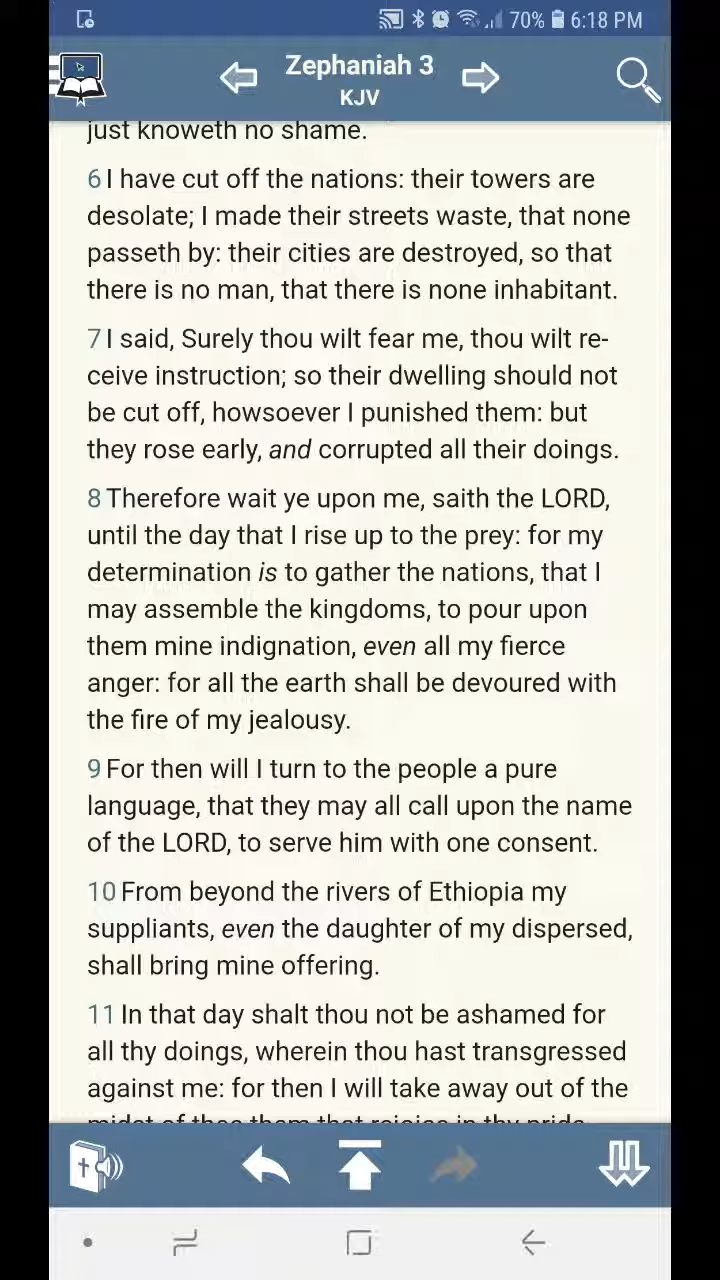 70% 6:18 PM
Zephaniah 3
KJV
just knoweth no shame.
6 I have cut off the nations: their towers are
desolate; I made their streets waste, that none
passeth by: their cities are destroyed, so that
there is no man, that there is none inhabitant.
7 I said, Surely thou wilt fear me, thou wilt re-
ceive instruction; so their dwelling should not
be cut off, howsoever I punished them: but
they rose early, and corrupted all their doings.
8 Therefore wait ye upon me, saith the LORD,
until the day that I rise up to the prey: for my
determination is to gather the nations, that I
may assemble the kingdoms, to pour upon
them mine indignation, even all my fierce
anger: for all the earth shall be devoured with
the fire of my jealousy.
9 For then will I turn to the people a pure
language, that they may all call upon the name
of the LORD, to serve him with one consent.
10 From beyond the rivers of Ethiopia my
suppliants, even the daughter of my dispersed,
shall bring mine offering.
11 In that day shalt thou not be ashamed for
all thy doings, wherein thou hast transgressed
against me: for then I will take away out of the
midst of thee them that rejoice in thy pride